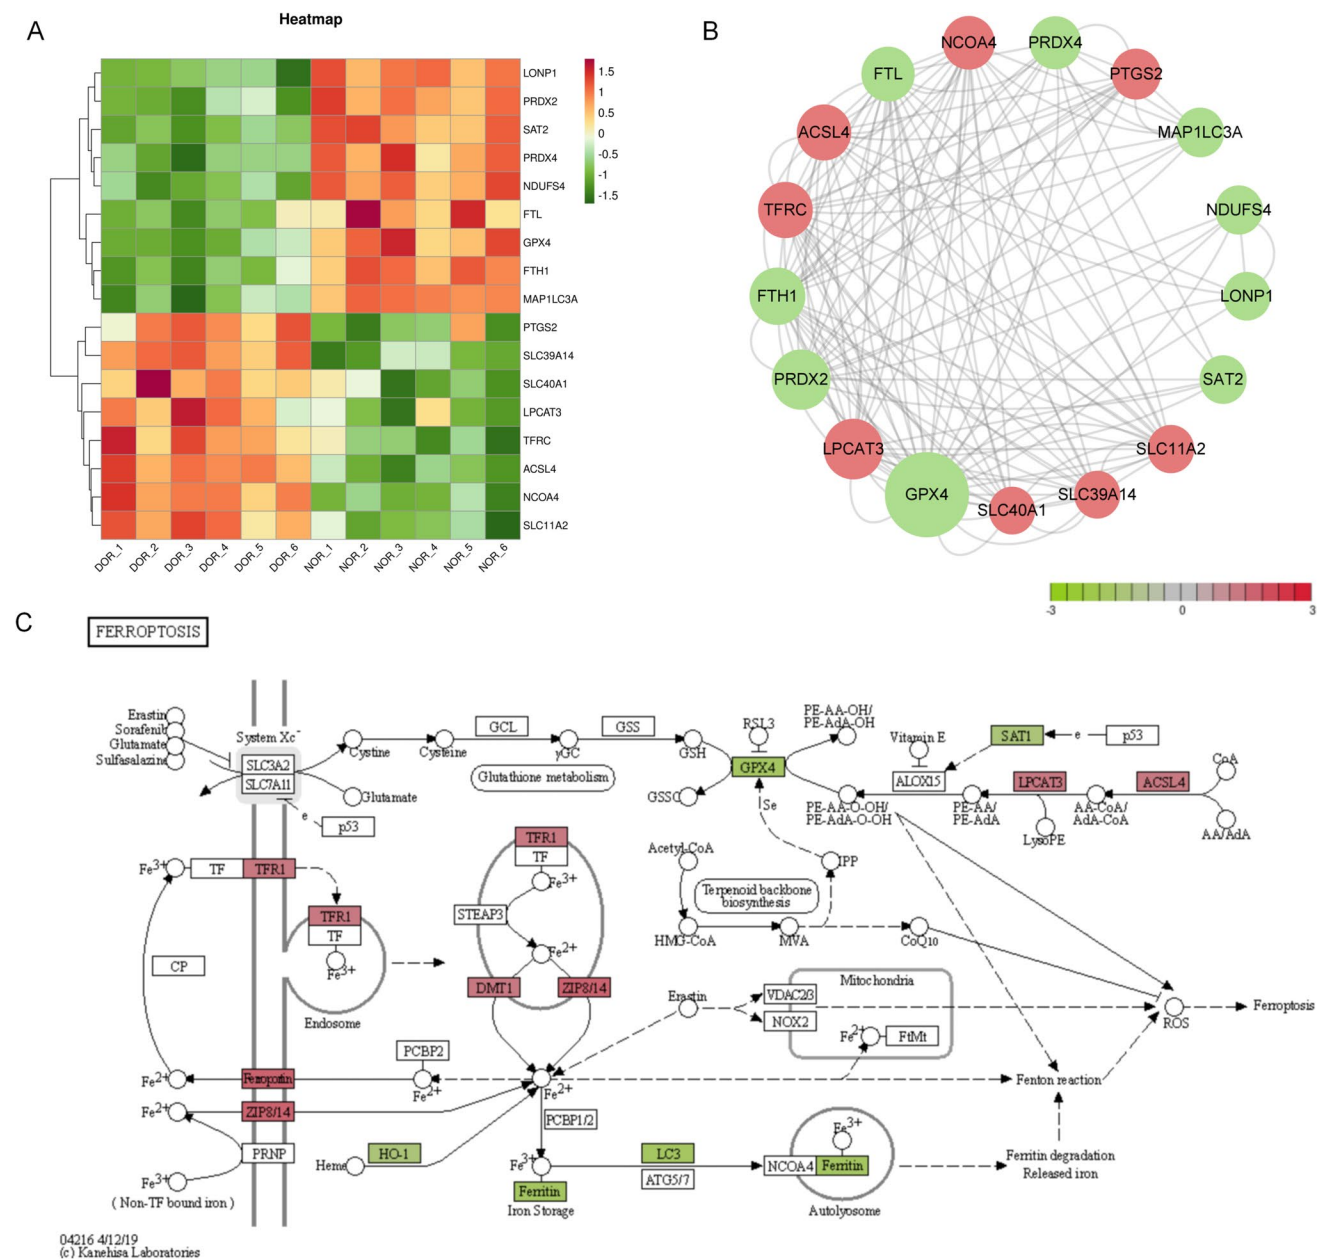 A
Heatmap
LONP1
PRDX2
SAT2
PRDX4
NDUFS4
FTL
GPX4
FTH1
MAP1LC3A
PTGS2
SLC39A14
SLC40A1
LPCAT3
TFRC
ACSL4
NCOA4
SLC11A2
1.5
1
0.5
0
-0.5
-1
-1.5
DOR_1
DOR_2
DOR_3
DOR_4
DOR_5
DOR_6
NOR_1
NOR_2
NOR_3
NOR_4
NOR_5
NOR_6
B
NCOA4
PRDX4
PTGS2
FTL
MAP1LC3A
ACSL4
TFRC
NDUFS4
FTH1
LONP1
PRDX2
SAT2
LPCAT3
SLC11A2
GPX4
SLC39A14
SLC40A1
-3
0
3
C
FERROPTOSIS
Erastin
Sorafenib
Glutamate
Sulfasalazine
System Xc-
SLC3A2
SLC7A11
Cystine
Glutamate
e
p53
GCL
Cysteine
GSS
γGC
Glutathione metabolism
GSH
RSL3
GPX4
GSSG
Se
PE-AA-OH/
PE-AdA-OH
PE-AA-O-OH/
PE-AdA-O-OH
Vitamin E
ALOX15
SAT1
e
p53
PE-AA/
PE-AdA
LPCAT3
LysoPE
AA-CoA/
AdA-CoA
ACSL4
CoA
AA/AdA
Fe3+
TF
TFR1
TFR1
TF
Fe3+
Endosome
TFR1
TF
Fe3+
STEAP3
Fe2+
DMT1
ZIP8/14
Acetyl-CoA
Terpenoid backbone
biosynthesis
IPP
HMG-CoA
MVA
CoQ10
CP
Erastin
Mitochondria
VDAC2/3
NOX2
Fe2+
FtMt
ROS
Ferroptosis
Fe2+
Ferroportin
PCBP2
Fe2+
Fe2+
Fenton reaction
Fe2+
ZIP8/14
PRNP
Fe3+
( Non-TF bound iron )
Heme
HO-1
PCBP1/2
Fe3+
Ferritin
Iron Storage
LC3
ATG5/7
Fe3+
NCOA4
Ferritin
Autolyosome
Ferritin degradation
Released iron
04216 4/12/19
(c) Kanehisa Laboratories